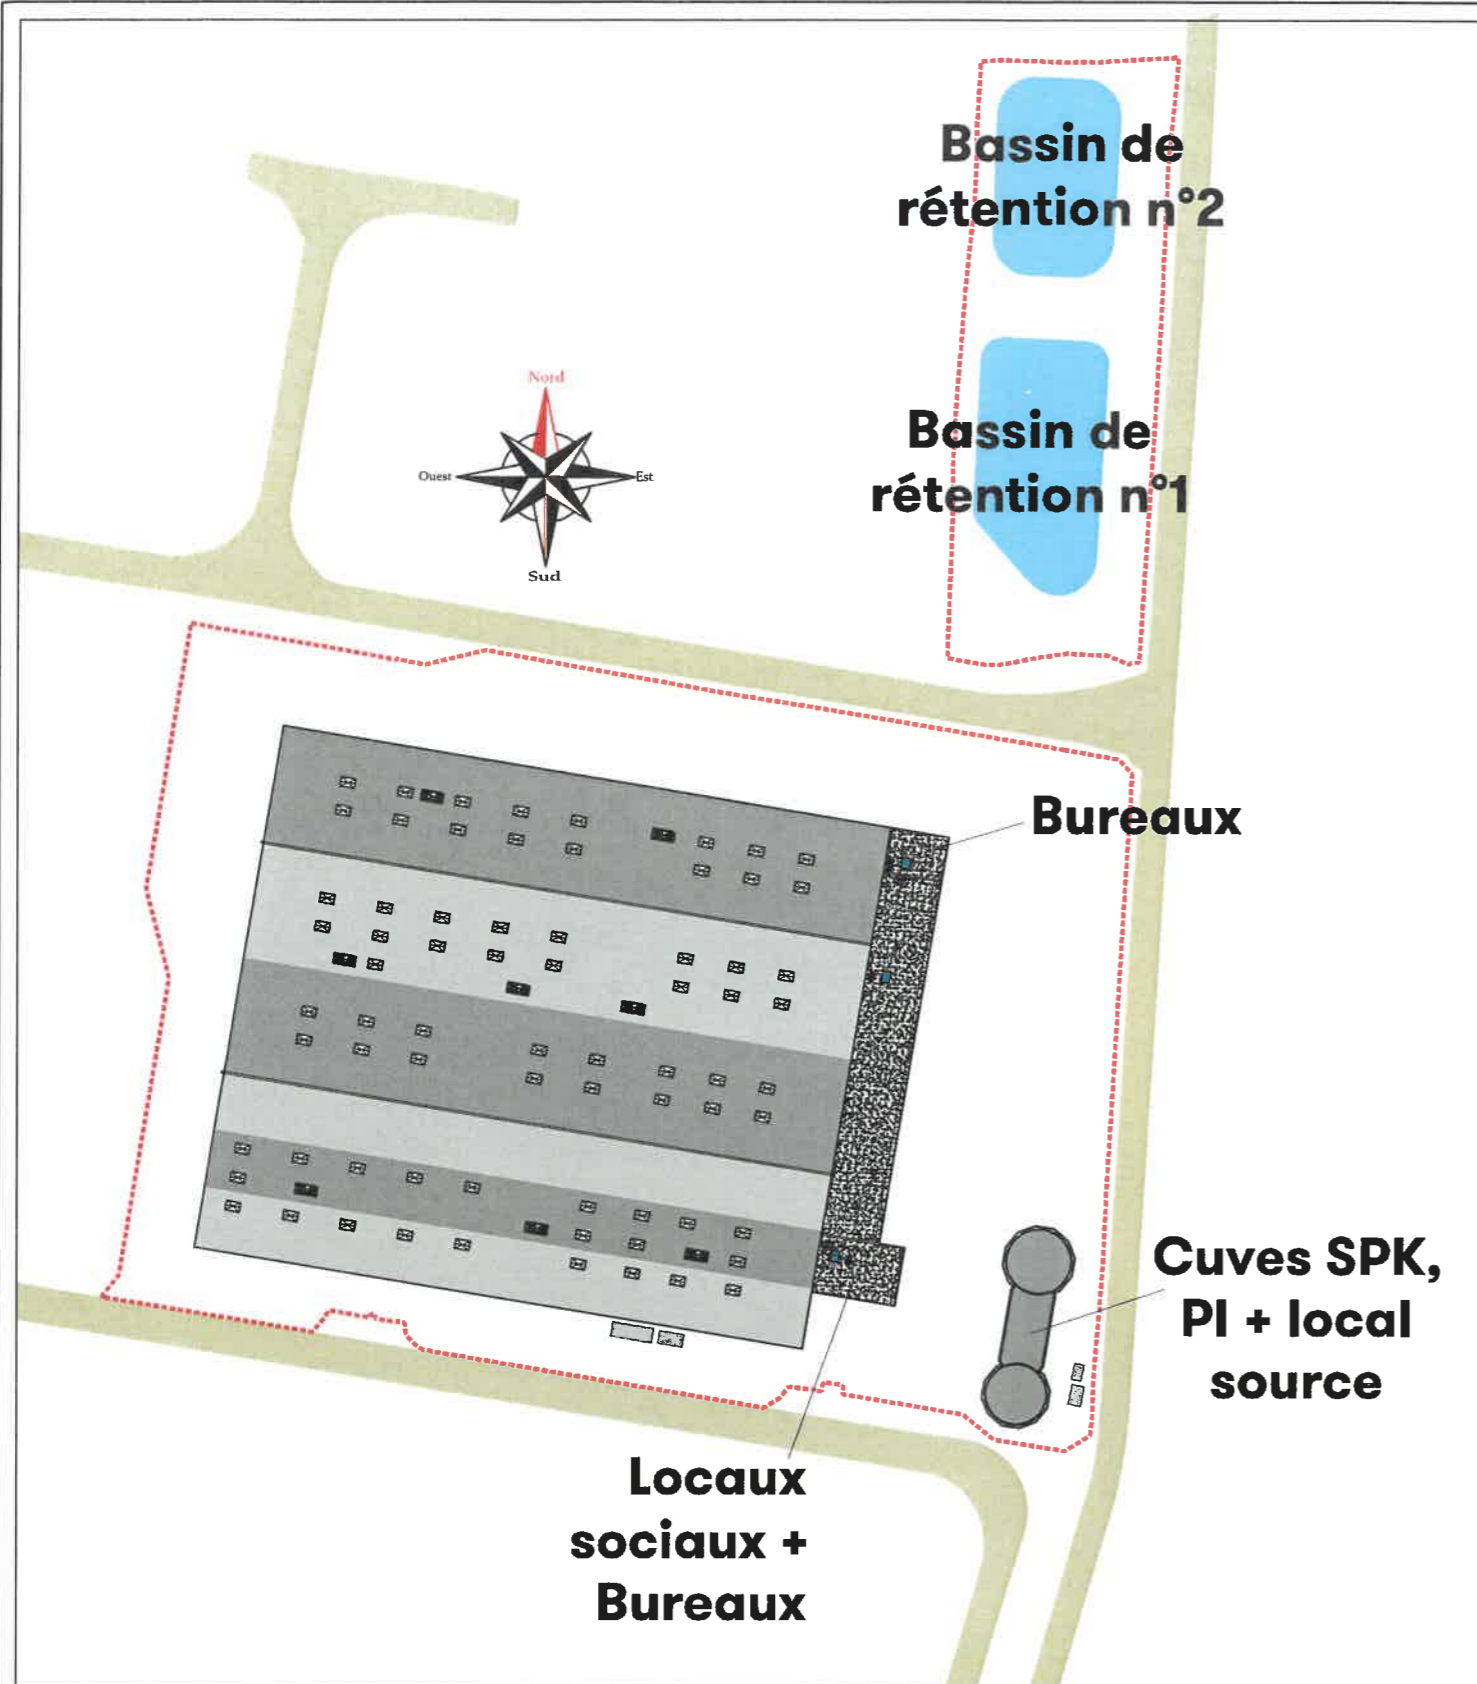 Bassin de
rétention n°2
Nord
Ouest
Est
Sud
Bassin de
rétention n°1
Bureaux
Cuves SPK,
PI + local
source
Locaux
sociaux +
Bureaux